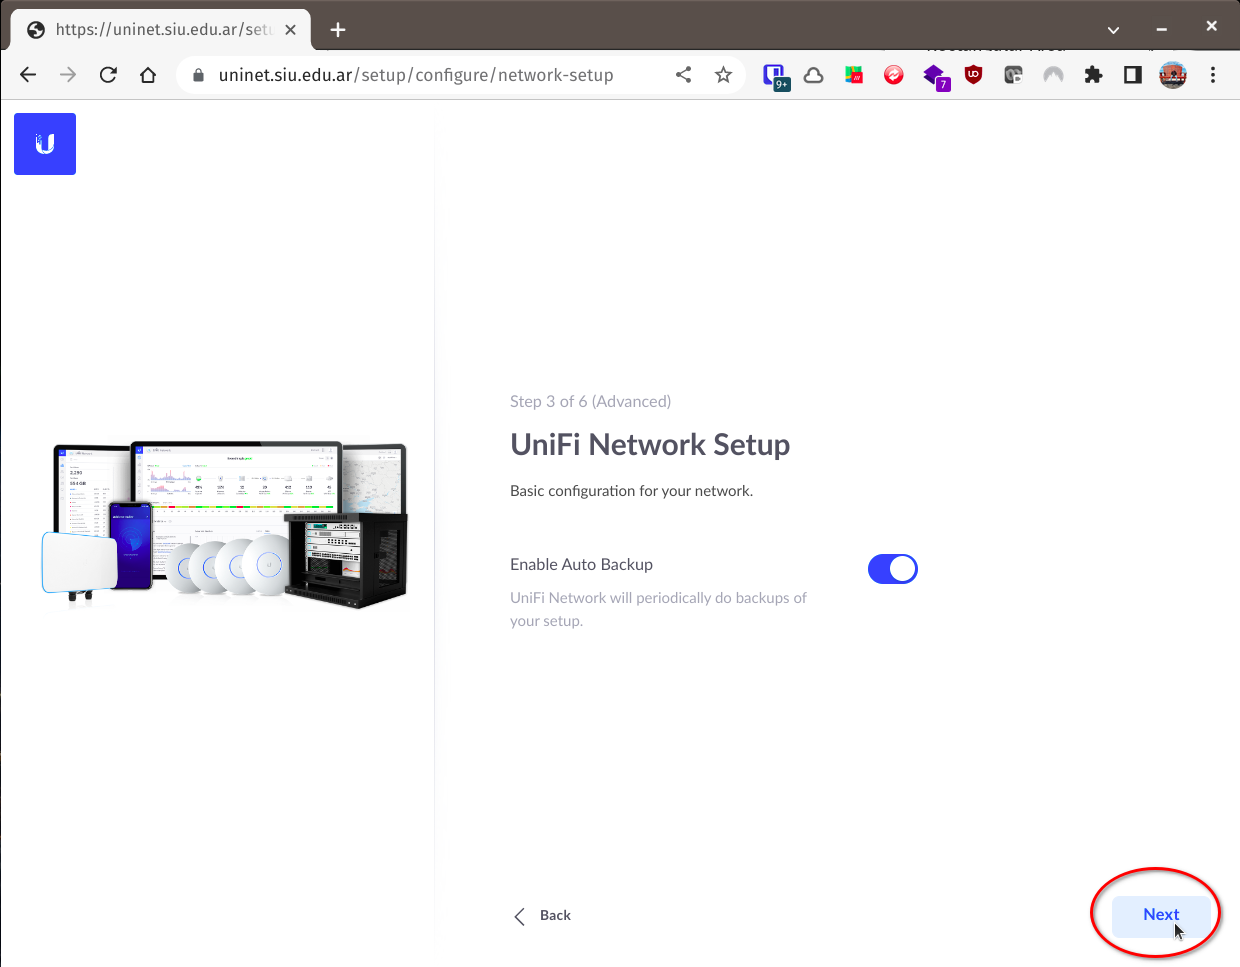 https://uninet.siu.edu.ar/setu
uninet.siu.edu.ar/setup/configure/network-setup
9+
7
Step 3 of 6 (Advanced)
UniFi Network Setup
Basic configuration for your network.
Enable Auto Backup
UniFi Network will periodically do backups of
your setup.
Back
Next